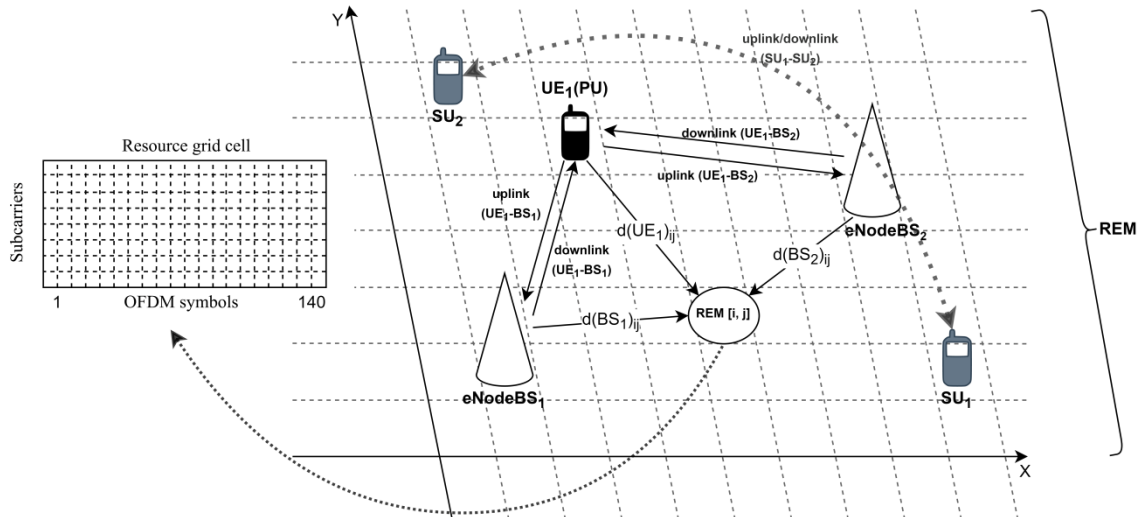 Y
uplink/downlink
(SU1-SU2)
UE1(PU)
SU2
downlink (UE1-BS2)
Resource grid cell
uplink (UE1-BS2)
uplink
(UE1-BS1)
Subcarriers
d(UE1)ij
eNodeBS2
REM
downlink
(UE1-BS1)
d(BS2)ij
1
OFDM symbols
140
d(BS1)ij
REM [i, j]
eNodeBS1
SU1
X